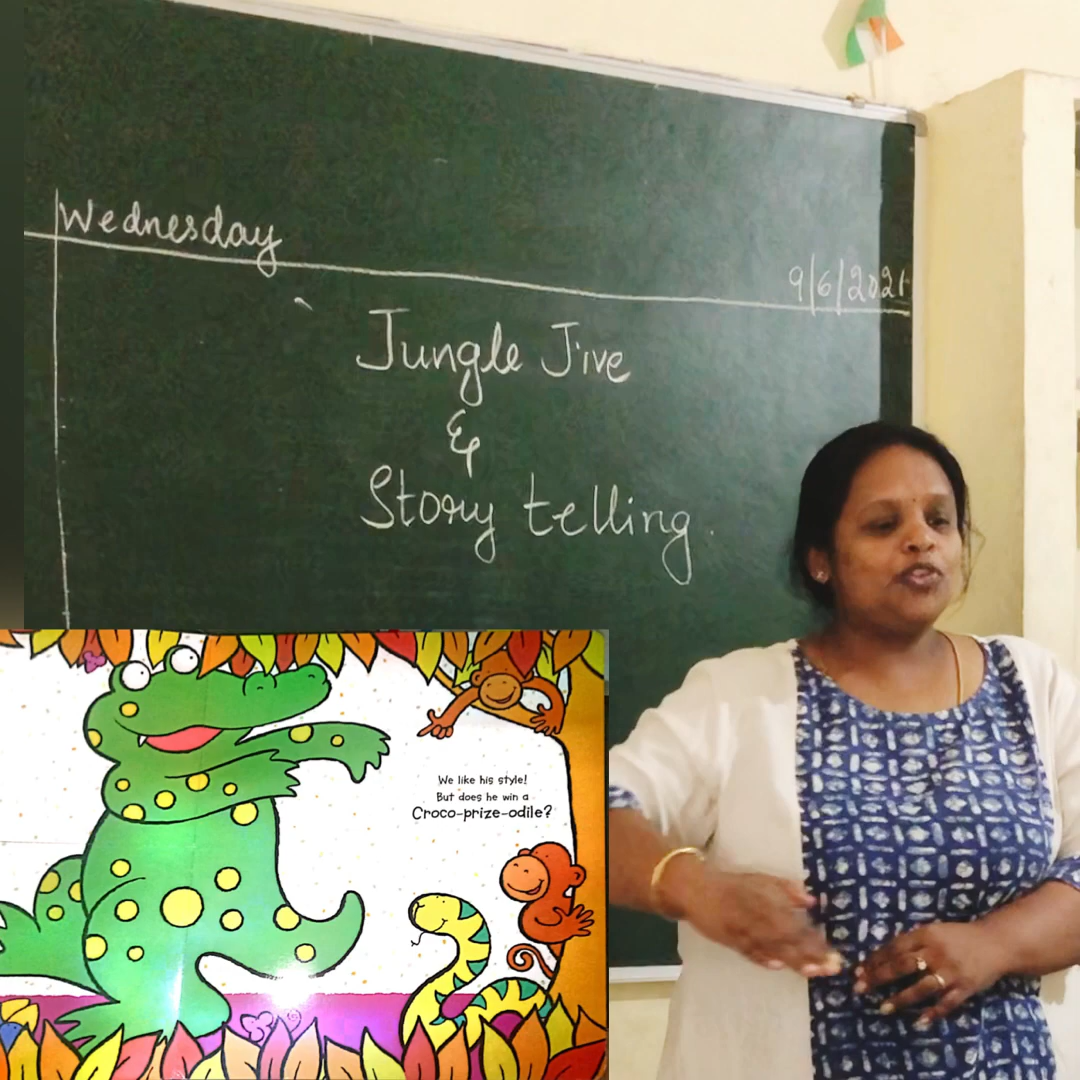 Wednesday
9/6/2021
Jungle Jive
&
Story telling.
We like his style!
But does he win a
Croco-prize-odile?